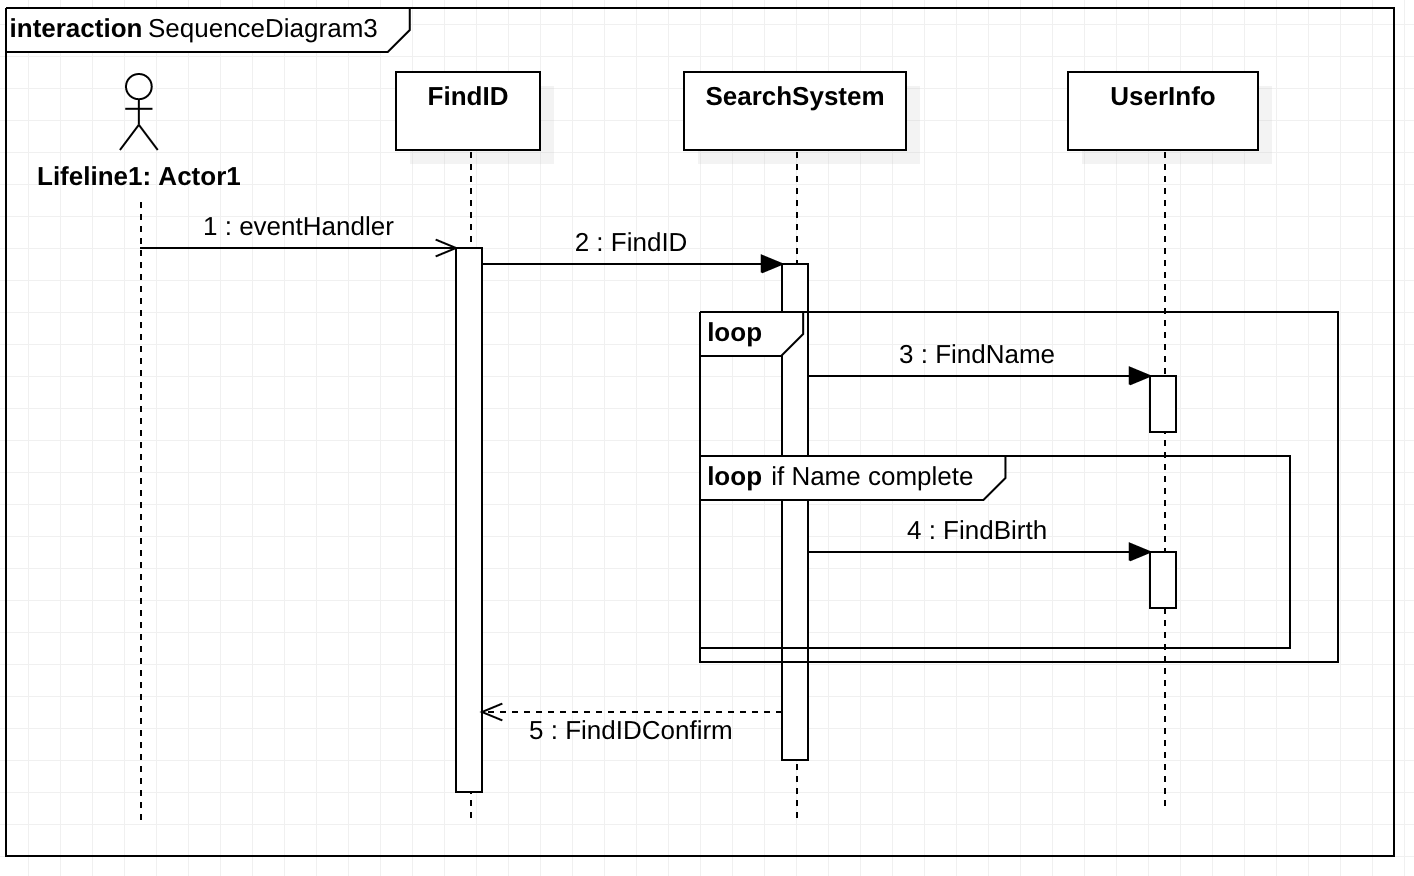 interaction SequenceDiagram3
FindID
SearchSystem
UserInfo
Lifeline1: Actor1
1 : eventHandler
2 : FindID
loop
3 : FindName
loop if Name complete
4 : FindBirth
5 : FindIDConfirm